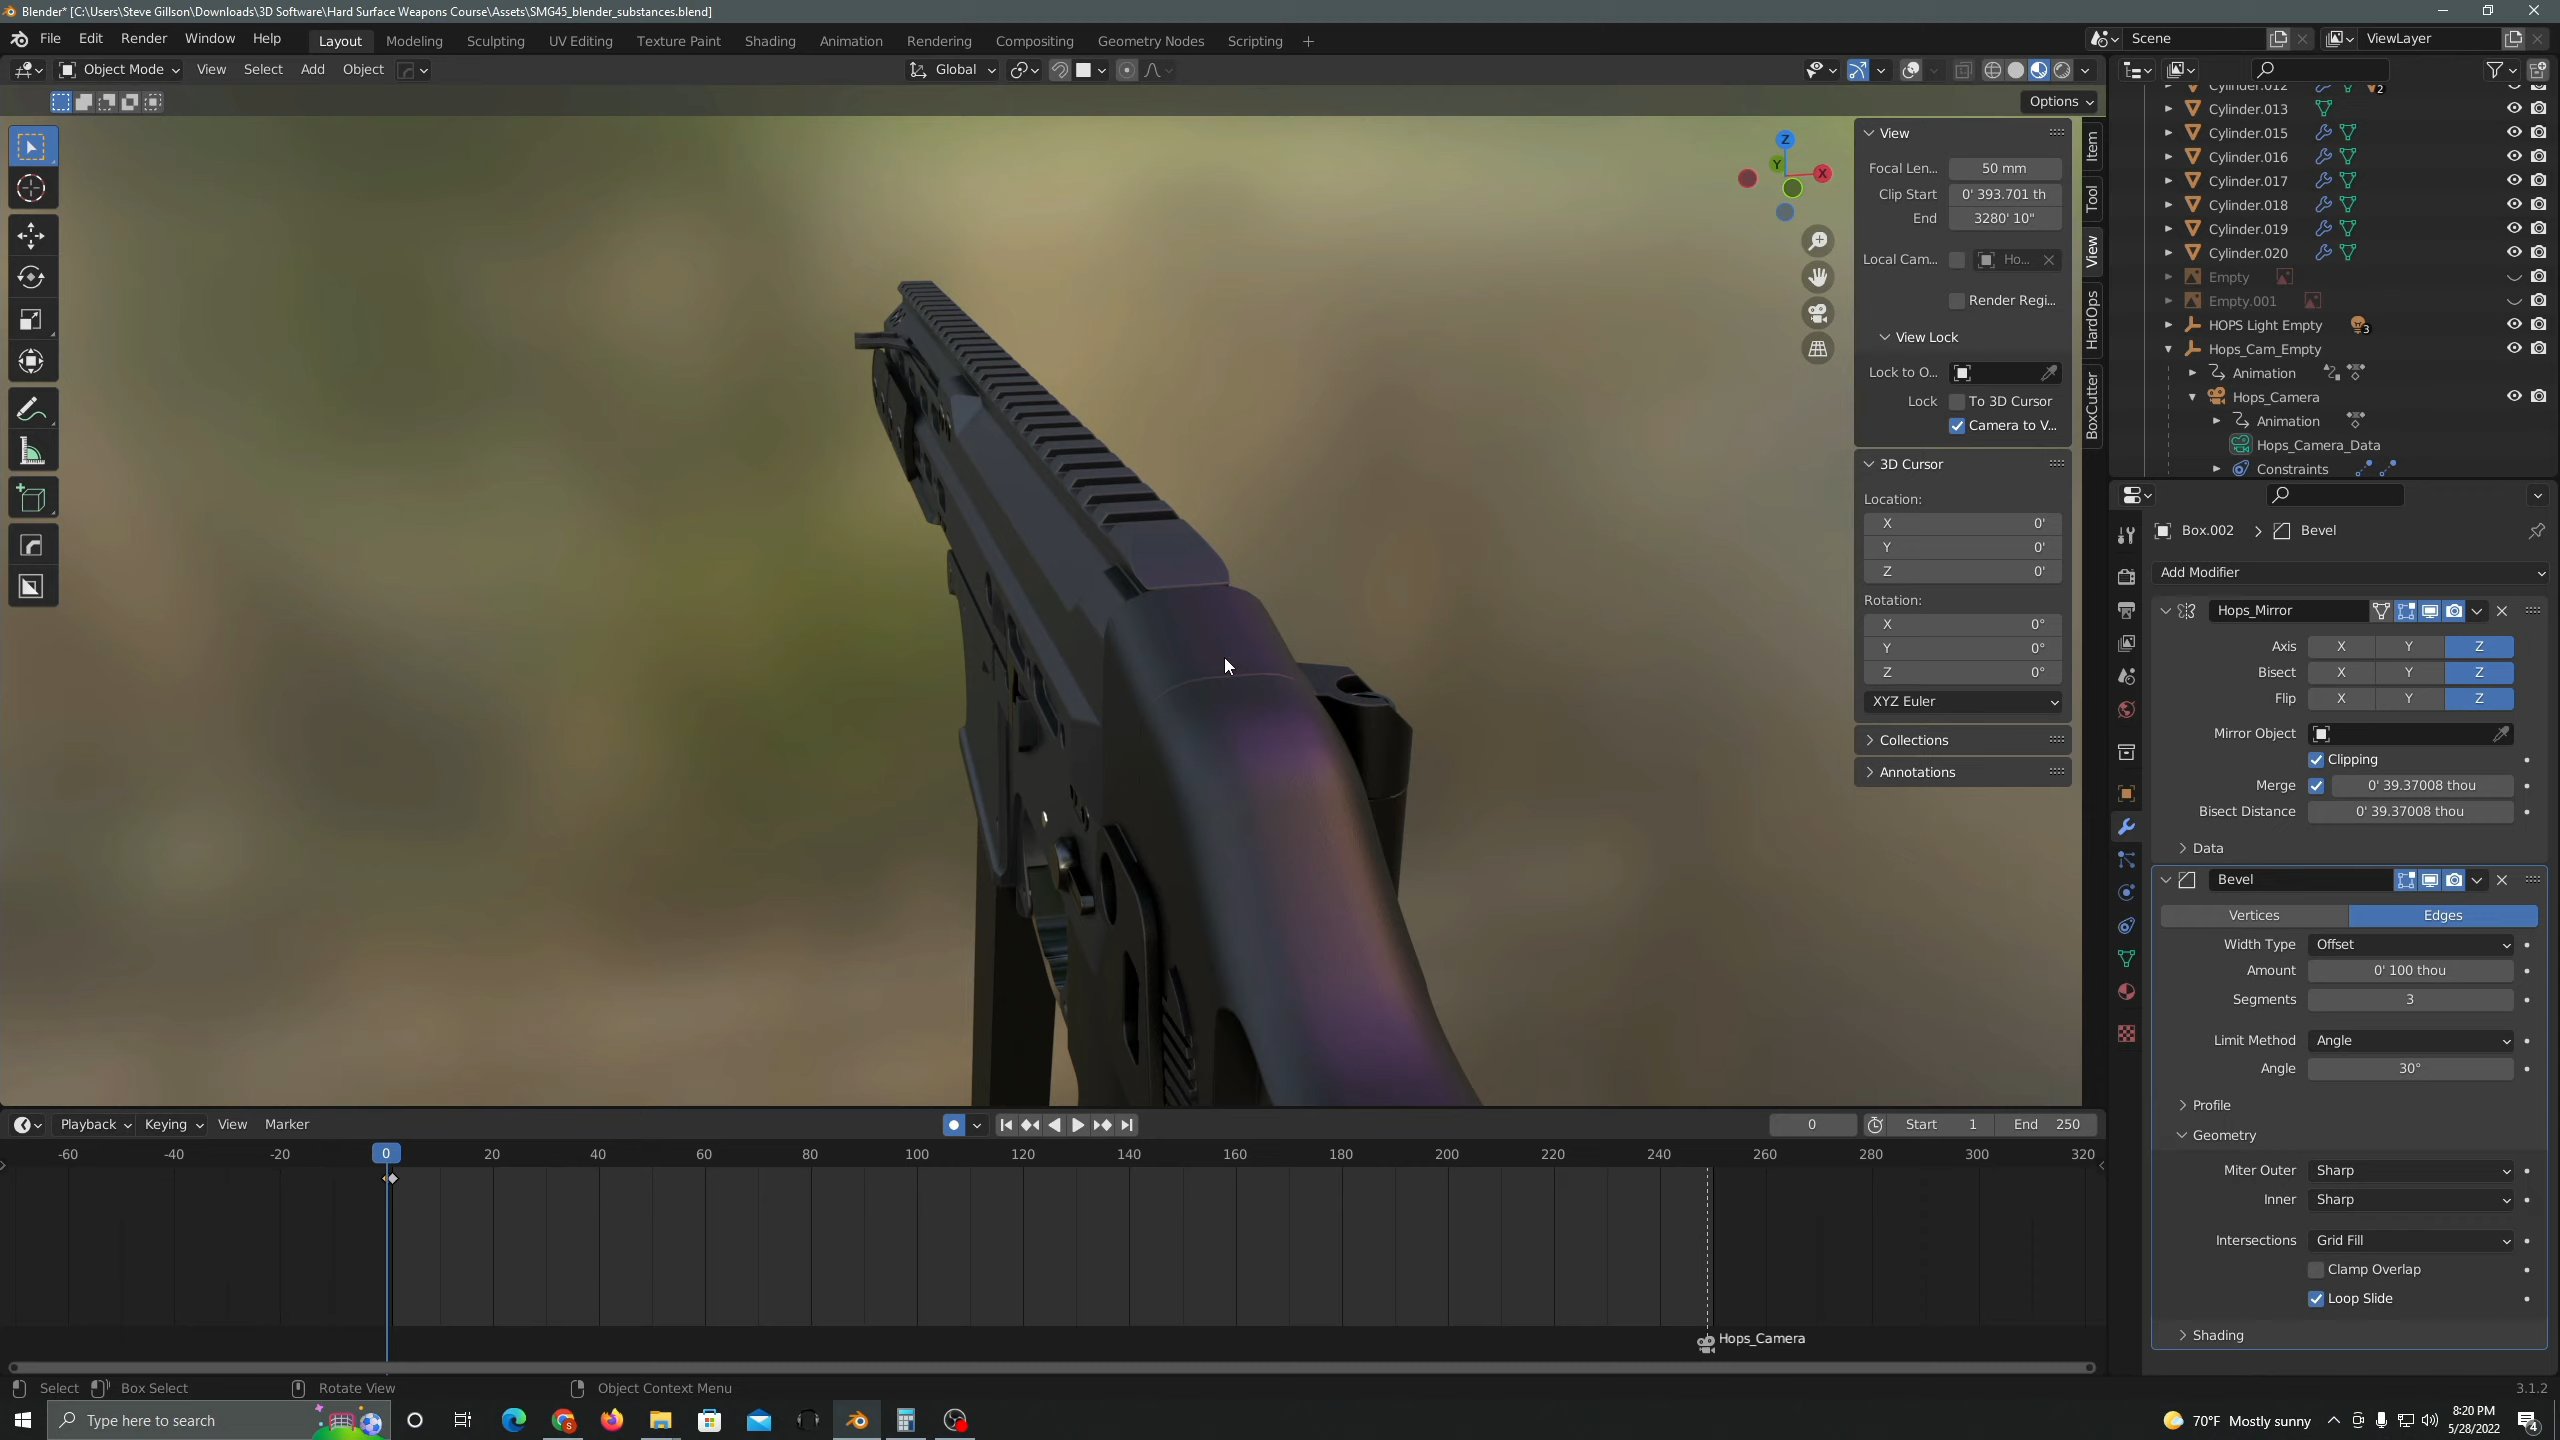 Blender* [C:\Users\Steve Gillson\Downloads\3D Software\Hard Surface Weapons Course\Assets\SMG45_blender_substances.blend]
File Edit Render Window Help Layout Modeling Sculpting UV Editing Texture Paint Shading Animation Rendering Compositing Geometry Nodes Scripting + Scene ViewLayer
Object Mode View Select Add Object Global
Options
View
Focal Len... 50 mm
Clip Start 0' 393.701 th
End 3280' 10"
Local Cam... Ho...
Render Regi...
View Lock
Lock to O...
Lock To 3D Cursor
Camera to V...
3D Cursor
Location:
X 0'
Y 0'
Z 0'
Rotation:
X 0°
Y 0°
Z 0°
XYZ Euler
Collections
Annotations
Z
Y
X
Item
Tool
View
HardOps
BoxCutter
Cylinder.012 2
Cylinder.013
Cylinder.015
Cylinder.016
Cylinder.017
Cylinder.018
Cylinder.019
Cylinder.020
Empty
Empty.001
HOPS Light Empty 3
Hops_Cam_Empty
Animation
Hops_Camera
Animation
Hops_Camera_Data
Constraints
Box.002 > Bevel
Add Modifier
Hops_Mirror
Axis X Y Z
Bisect X Y Z
Flip X Y Z
Mirror Object
Clipping
Merge 0' 39.37008 thou
Bisect Distance 0' 39.37008 thou
Data
Bevel
Vertices Edges
Width Type Offset
Amount 0' 100 thou
Segments 3
Limit Method Angle
Angle 30°
Profile
Geometry
Miter Outer Sharp
Inner Sharp
Intersections Grid Fill
Clamp Overlap
Loop Slide
Shading
Playback Keying View Marker 0 Start 1 End 250
-60 -40 -20 0 20 40 60 80 100 120 140 160 180 200 220 240 260 280 300 320
Hops_Camera
Select Box Select Rotate View Object Context Menu 3.1.2
Type here to search
70°F Mostly sunny
8:20 PM
5/28/2022
4